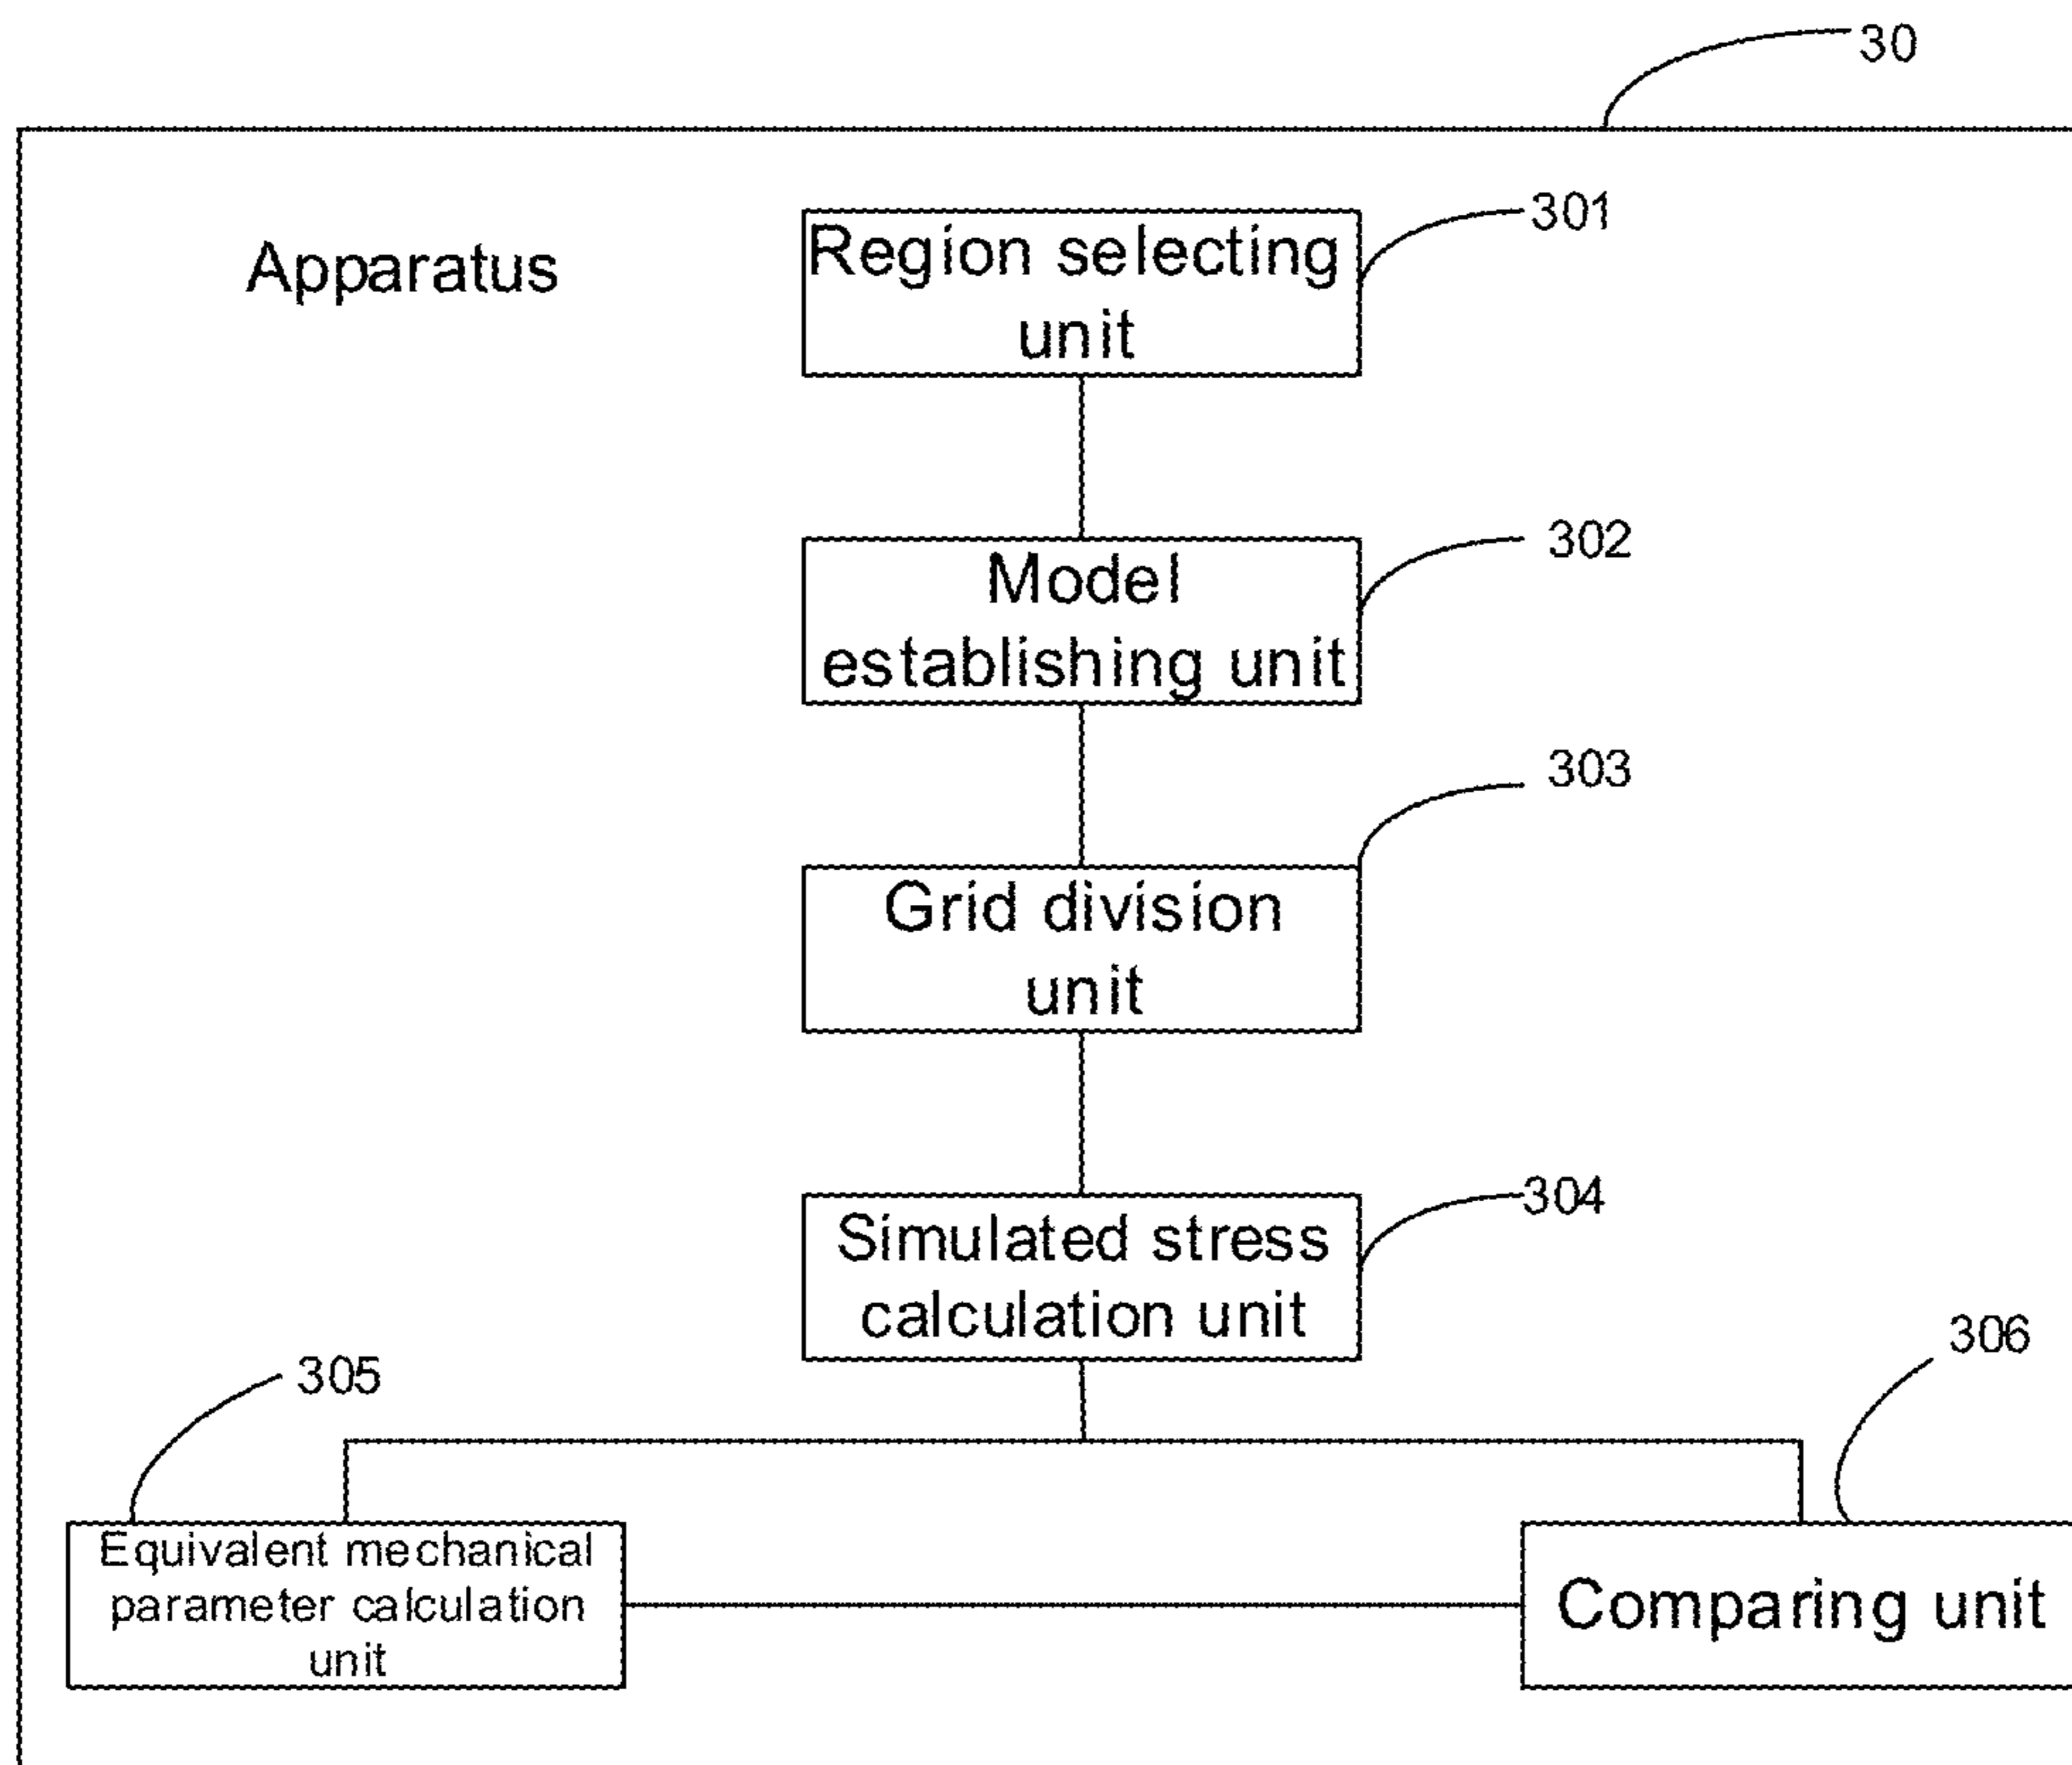 30
Apparatus
Region selecting
unit
301
Model
establishing unit
302
303
Grid division
unit
Simulated stress
calculation unit
304
305
306
Equivalent mechanical
parameter calculation
unit
Comparing unit